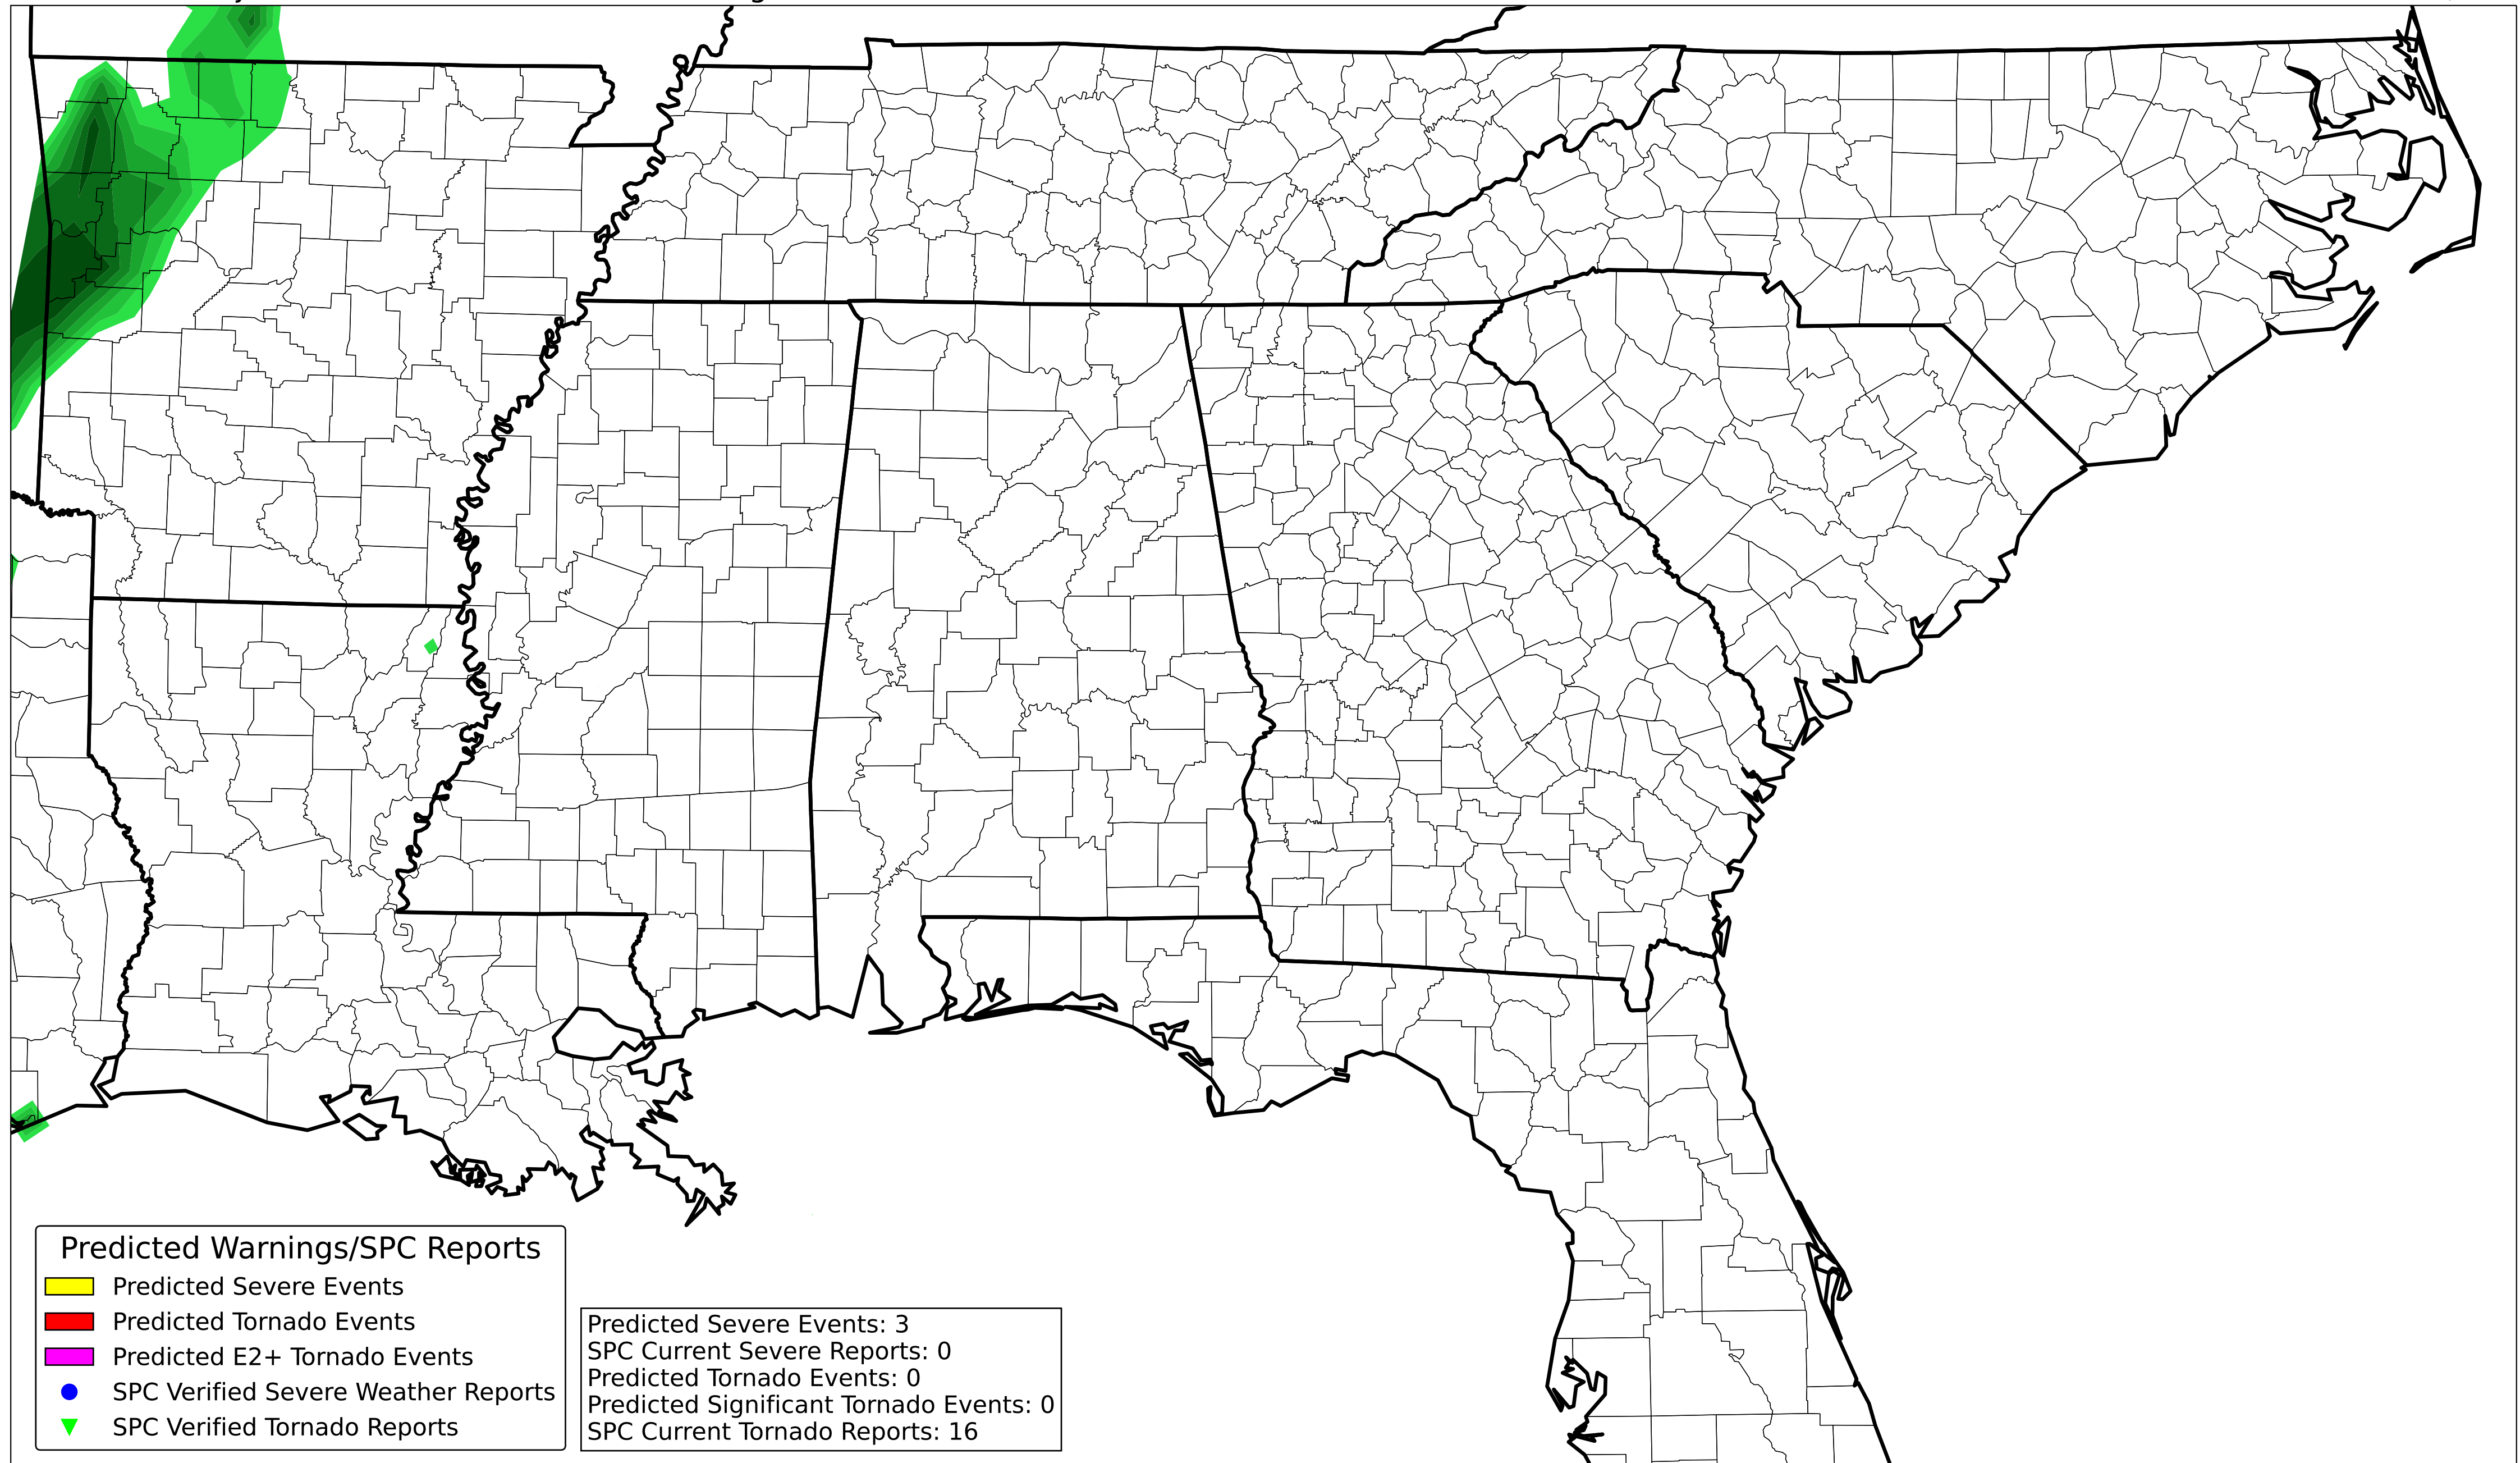 Predicted Warnings/SPC Reports
Predicted Severe Events
Predicted Tornado Events
Predicted E2+ Tornado Events
SPC Verified Severe Weather Reports
SPC Verified Tornado Reports
Predicted Severe Events: 3
SPC Current Severe Reports: 0
Predicted Tornado Events: 0
Predicted Significant Tornado Events: 0
SPC Current Tornado Reports: 16